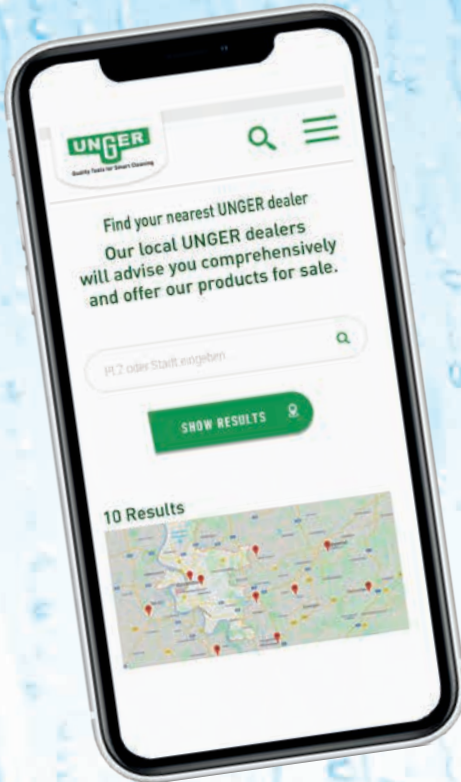 UNGER
Quality Tools for Smart Cleaning
Find your nearest UNGER dealer
Our local UNGER dealers
will advise you comprehensively
and offer our products for sale.
PLZ oder Stadt eingeben
SHOW RESULTS
10 Results